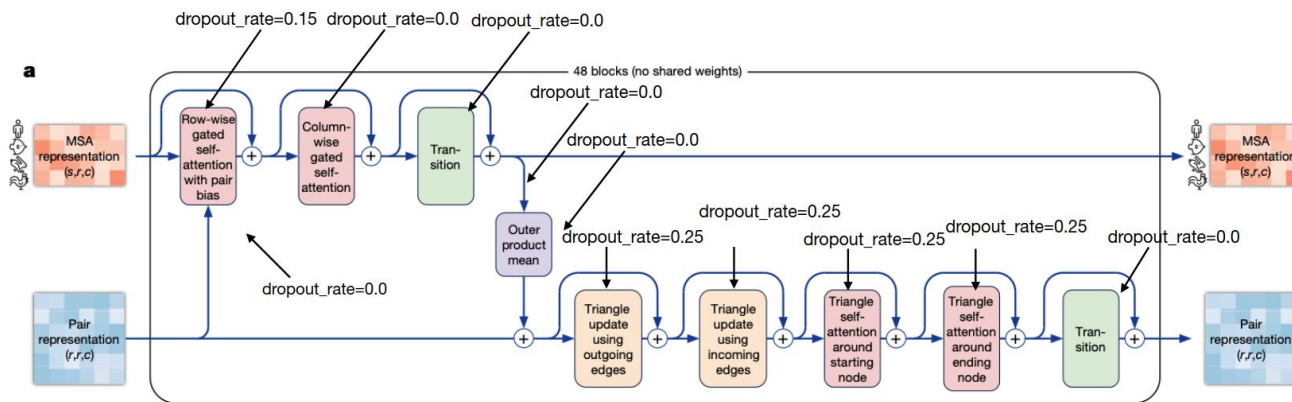 dropout_rate=0.15
dropout_rate=0.0
dropout_rate=0.0
a
48 blocks (no shared weights)
dropout_rate=0.0
MSA
representation
(s,r,c)
Row-wise
gated
self-
attention
with pair
bias
+
Column-
wise
gated
self-
attention
+
Tran-
sition
+
dropout_rate=0.0
MSA
representation
(s,r,c)
Outer
product
mean
dropout_rate=0.25
dropout_rate=0.25
dropout_rate=0.25
dropout_rate=0.25
dropout_rate=0.0
dropout_rate=0.0
Pair
representation
(r,r,c)
+
Triangle
update
using
outgoing
edges
+
Triangle
update
using
incoming
edges
+
Triangle
self-
attention
around
starting
node
+
Triangle
self-
attention
around
ending
node
+
Tran-
sition
+
Pair
representation
(r,r,c)